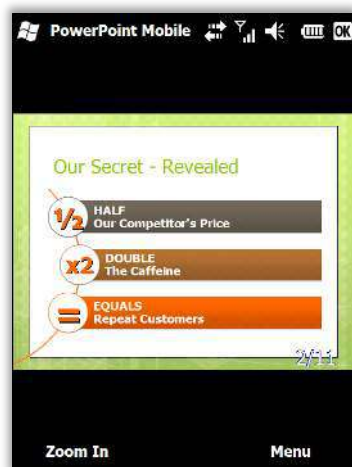 PowerPoint Mobile OK
Our Secret - Revealed
1/2 HALF
Our Competitor's Price
x2 DOUBLE
The Caffeine
= EQUALS
Repeat Customers
2/11
Zoom In Menu